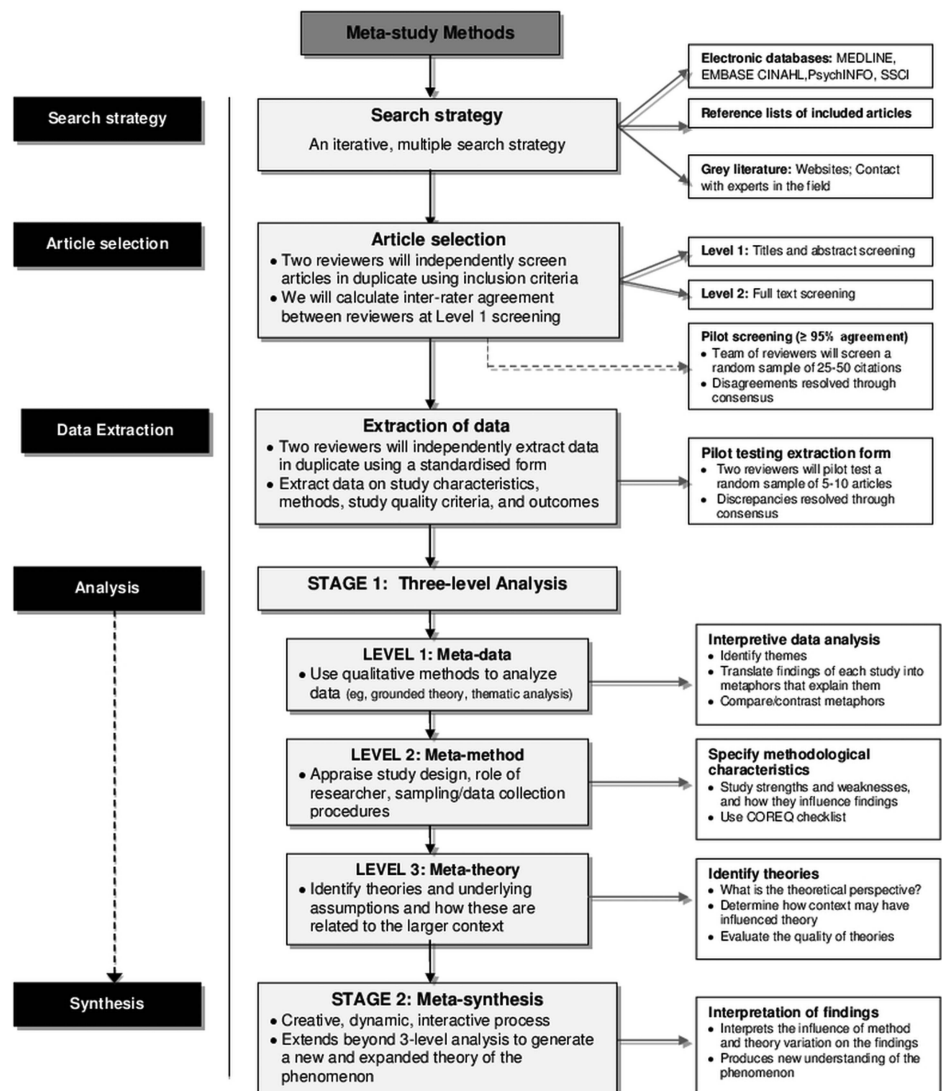 Meta-study Methods
Search strategy
Search strategy
An iterative, multiple search strategy
Electronic databases: MEDLINE,
EMBASE CINAHL,PsychINFO, SSCI
Reference lists of included articles
Grey literature: Websites; Contact
with experts in the field
Article selection
Article selection
• Two reviewers will independently screen
articles in duplicate using inclusion criteria
• We will calculate inter-rater agreement
between reviewers at Level 1 screening
Level 1: Titles and abstract screening
Level 2: Full text screening
Pilot screening (≥ 95% agreement)
• Team of reviewers will screen a
random sample of 25-50 citations
• Disagreements resolved through
consensus
Data Extraction
Extraction of data
• Two reviewers will independently extract data
in duplicate using a standardised form
• Extract data on study characteristics,
methods, study quality criteria, and outcomes
Pilot testing extraction form
• Two reviewers will pilot test a
random sample of 5-10 articles
• Discrepancies resolved through
consensus
Analysis
STAGE 1: Three-level Analysis
LEVEL 1: Meta-data
• Use qualitative methods to analyze
data (eg, grounded theory, thematic analysis)
Interpretive data analysis
• Identify themes
• Translate findings of each study into
metaphors that explain them
• Compare/contrast metaphors
LEVEL 2: Meta-method
• Appraise study design, role of
researcher, sampling/data collection
procedures
Specify methodological
characteristics
• Study strengths and weaknesses,
and how they influence findings
• Use COREQ checklist
LEVEL 3: Meta-theory
• Identify theories and underlying
assumptions and how these are
related to the larger context
Identify theories
• What is the theoretical perspective?
• Determine how context may have
influenced theory
• Evaluate the quality of theories
Synthesis
STAGE 2: Meta-synthesis
• Creative, dynamic, interactive process
• Extends beyond 3-level analysis to generate
a new and expanded theory of the
phenomenon
Interpretation of findings
• Interprets the influence of method
and theory variation on the findings
• Produces new understanding of the
phenomenon